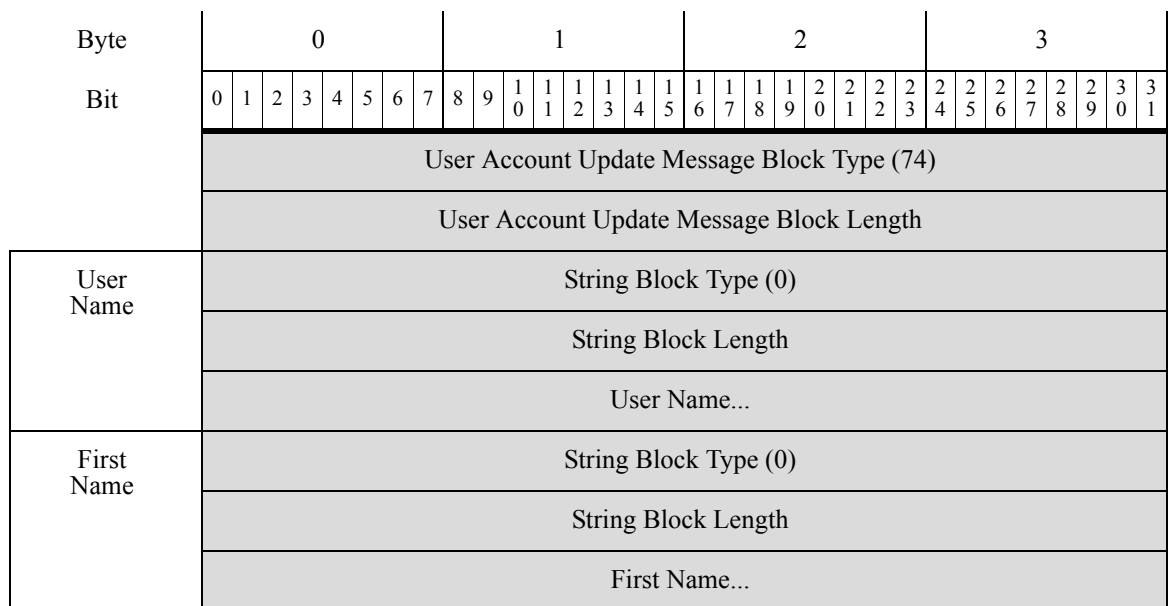 Byte 0 1 2 3
Bit 0 1 2 3 4 5 6 7 8 9 10 11 12 13 14 15 16 17 18 19 20 21 22 23 24 25 26 27 28 29 30 31
User Account Update Message Block Type (74)
User Account Update Message Block Length
User
Name
String Block Type (0)
String Block Length
User Name...
First
Name
String Block Type (0)
String Block Length
First Name...